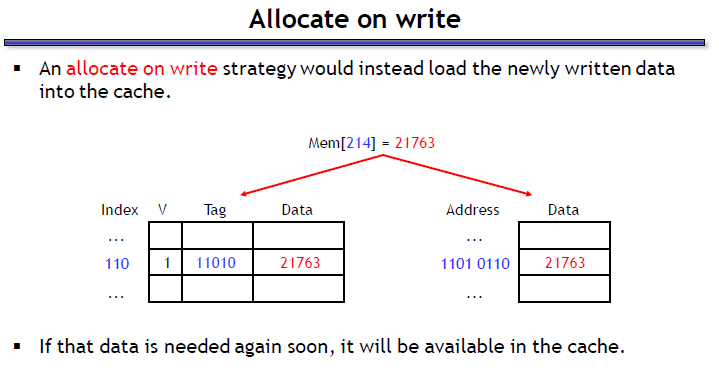 Allocate on write
▪ An allocate on write strategy would instead load the newly written data
into the cache.
Mem[214] = 21763
Index V Tag Data Address Data
... ...
110 1 11010 21763 1101 0110 21763
... ...
▪ If that data is needed again soon, it will be available in the cache.